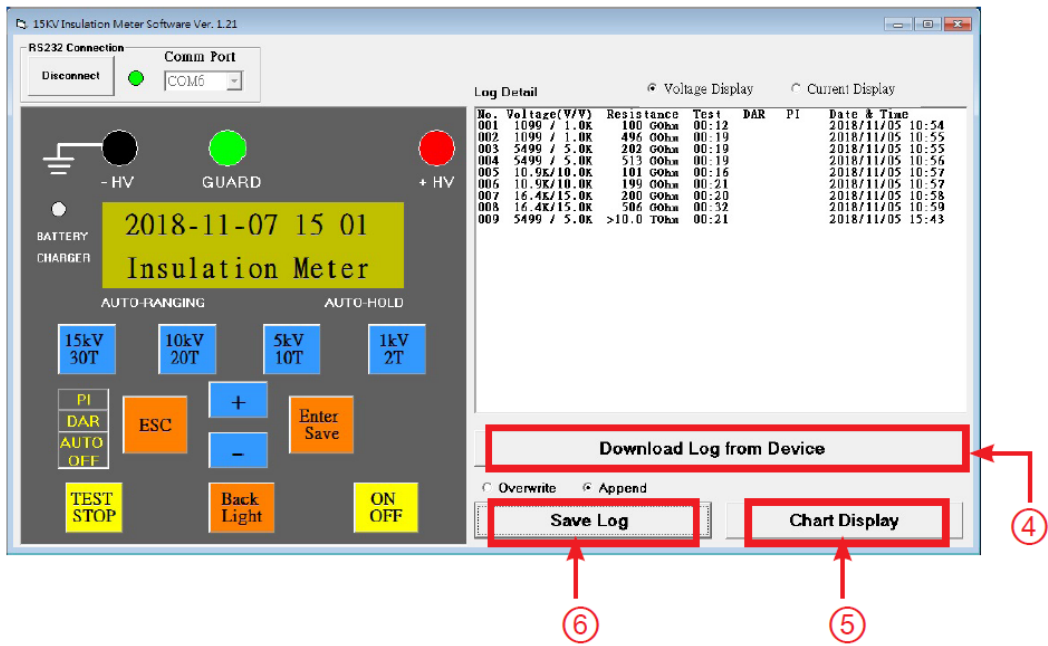 15KV Insulation Meter Software Ver. 1.21
RS232 Connection
Comm Port
Disconnect
COM6
Log Detail
Voltage Display
Current Display
No. Voltage(V/V) Resistance Test DAR PI Date & Time
001 1099 / 1.0K 100 GOhm 00:12 2018/11/05 10:54
002 1099 / 1.0K 496 GOhm 00:19 2018/11/05 10:55
003 5499 / 5.0K 202 GOhm 00:19 2018/11/05 10:55
004 5499 / 5.0K 513 GOhm 00:19 2018/11/05 10:56
005 10.9K/10.0K 101 GOhm 00:16 2018/11/05 10:57
006 10.9K/10.0K 199 GOhm 00:21 2018/11/05 10:57
007 16.4K/15.0K 200 GOhm 00:20 2018/11/05 10:58
008 16.4K/15.0K 506 GOhm 00:32 2018/11/05 10:59
009 5499 / 5.0K >10.0 TOhm 00:21 2018/11/05 15:43
- HV
GUARD
+ HV
BATTERY
CHARGER
2018-11-07 15 01
Insulation Meter
AUTO-RANGING
AUTO-HOLD
15kV
30T
10kV
20T
5kV
10T
1kV
2T
PI
DAR
AUTO
OFF
ESC
+
-
Enter
Save
TEST
STOP
Back
Light
ON
OFF
Download Log from Device
4
Overwrite
Append
Save Log
Chart Display
6
5